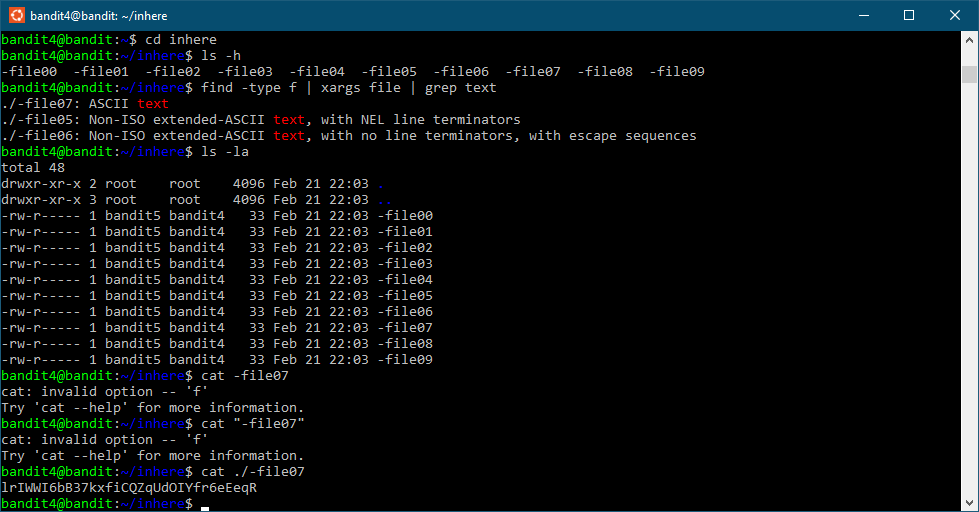 bandit4@bandit: ~/inhere
bandit4@bandit:~$ cd inhere
bandit4@bandit:~/inhere$ ls -h
-file00  -file01  -file02  -file03  -file04  -file05  -file06  -file07  -file08  -file09
bandit4@bandit:~/inhere$ find -type f | xargs file | grep text
./-file07: ASCII text
./-file05: Non-ISO extended-ASCII text, with NEL line terminators
./-file06: Non-ISO extended-ASCII text, with no line terminators, with escape sequences
bandit4@bandit:~/inhere$ ls -la
total 48
drwxr-xr-x 2 root    root    4096 Feb 21 22:03 .
drwxr-xr-x 3 root    root    4096 Feb 21 22:03 ..
-rw-r----- 1 bandit5 bandit4   33 Feb 21 22:03 -file00
-rw-r----- 1 bandit5 bandit4   33 Feb 21 22:03 -file01
-rw-r----- 1 bandit5 bandit4   33 Feb 21 22:03 -file02
-rw-r----- 1 bandit5 bandit4   33 Feb 21 22:03 -file03
-rw-r----- 1 bandit5 bandit4   33 Feb 21 22:03 -file04
-rw-r----- 1 bandit5 bandit4   33 Feb 21 22:03 -file05
-rw-r----- 1 bandit5 bandit4   33 Feb 21 22:03 -file06
-rw-r----- 1 bandit5 bandit4   33 Feb 21 22:03 -file07
-rw-r----- 1 bandit5 bandit4   33 Feb 21 22:03 -file08
-rw-r----- 1 bandit5 bandit4   33 Feb 21 22:03 -file09
bandit4@bandit:~/inhere$ cat -file07
cat: invalid option -- 'f'
Try 'cat --help' for more information.
bandit4@bandit:~/inhere$ cat "-file07"
cat: invalid option -- 'f'
Try 'cat --help' for more information.
bandit4@bandit:~/inhere$ cat ./-file07
lrIWWI6bB37kxfiCQZqUdOIYfr6eEeqR
bandit4@bandit:~/inhere$